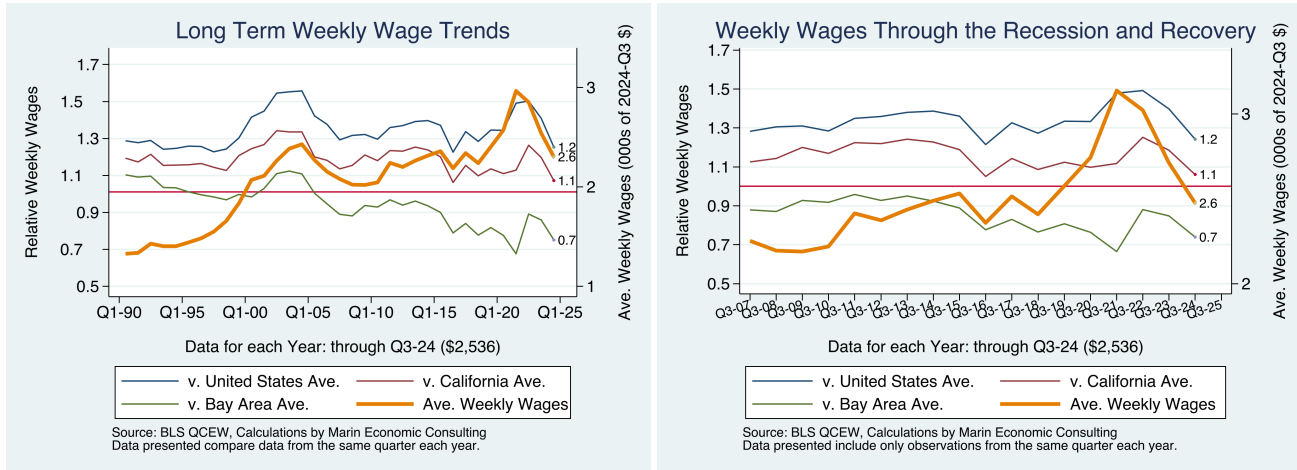 Long Term Weekly Wage Trends
Relative Weekly Wages
1.7
1.5
1.3
1.1
0.9
0.7
0.5
3
2
1
Ave. Weekly Wages (000s of 2024-Q3 $)
1.2
2.6
1.1
0.7
Q1-90 Q1-95 Q1-00 Q1-05 Q1-10 Q1-15 Q1-20 Q1-25
Data for each Year: through Q3-24 ($2,536)
v. United States Ave. v. California Ave.
v. Bay Area Ave. Ave. Weekly Wages
Source: BLS QCEW, Calculations by Marin Economic Consulting
Data presented compare data from the same quarter each year.
Weekly Wages Through the Recession and Recovery
Relative Weekly Wages
1.7
1.5
1.3
1.1
0.9
0.7
0.5
3
2
Ave. Weekly Wages (000s of 2024-Q3 $)
1.2
1.1
2.6
0.7
Q3-07 Q3-08 Q3-09 Q3-10 Q3-11 Q3-12 Q3-13 Q3-14 Q3-15 Q3-16 Q3-17 Q3-18 Q3-19 Q3-20 Q3-21 Q3-22 Q3-23 Q3-24 Q3-25
Data for each Year: through Q3-24 ($2,536)
v. United States Ave. v. California Ave.
v. Bay Area Ave. Ave. Weekly Wages
Source: BLS QCEW, Calculations by Marin Economic Consulting
Data presented include only observations from the same quarter each year.